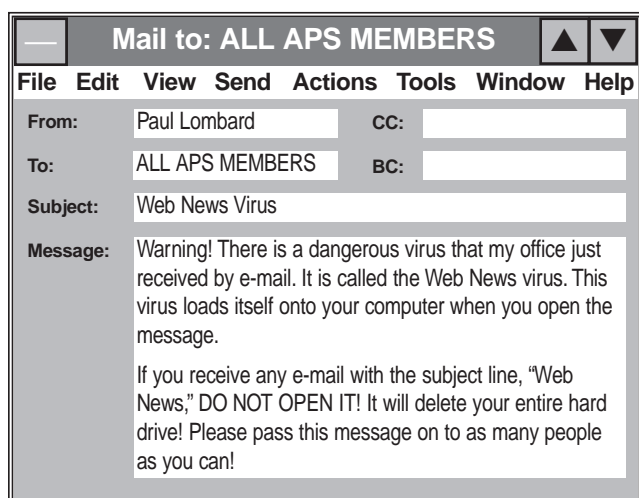 Mail to: ALL APS MEMBERS
File Edit View Send Actions Tools Window Help
From: Paul Lombard CC:
To: ALL APS MEMBERS BC:
Subject: Web News Virus
Message: Warning! There is a dangerous virus that my office just
received by e-mail. It is called the Web News virus. This
virus loads itself onto your computer when you open the
message.
If you receive any e-mail with the subject line, “Web
News,” DO NOT OPEN IT! It will delete your entire hard
drive! Please pass this message on to as many people
as you can!